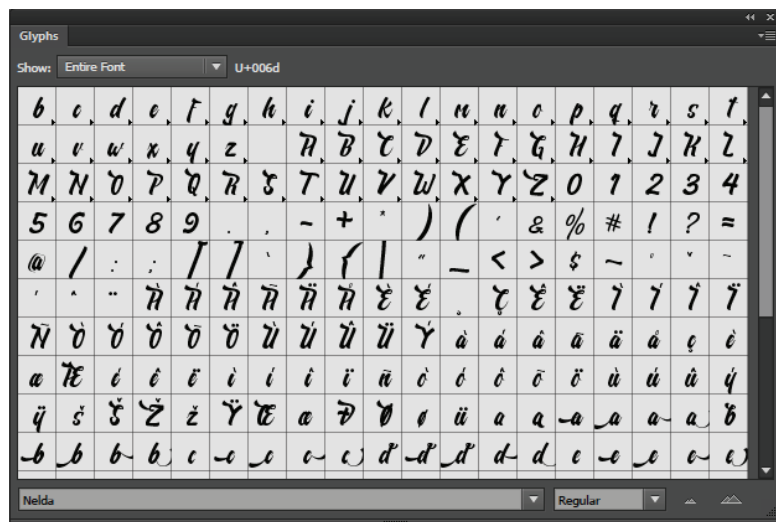 Glyphs
Show: Entire Font U+006d
b c d e f g h i j k l m n o p q r s t
u v w x y z A B C D E F G H I J K L
M N O P Q R S T U V W X Y Z 0 1 2 3 4
5 6 7 8 9 . , - + * ) ( ´ & % # ! ? =
@ / : ; [ ] ` } { | " _ < > $ ~ ° ˇ ¯
' ˆ ¨ À Á Â Ã Ä Å È É ¸ Ç Ê Ë Ì Í Î Ï
Ñ Ò Ó Ô Õ Ö Ù Ú Û Ü Ý à á â ã ä å ç è
æ Æ é ê ë ì í î ï ñ ò ó ô õ ö ù ú û ý
ÿ š Š Ž ž Ÿ Œ œ Đ Ø ø ü a a a a a a b
b b b b c c c c c d d d d d e e e e e
Nelda Regular